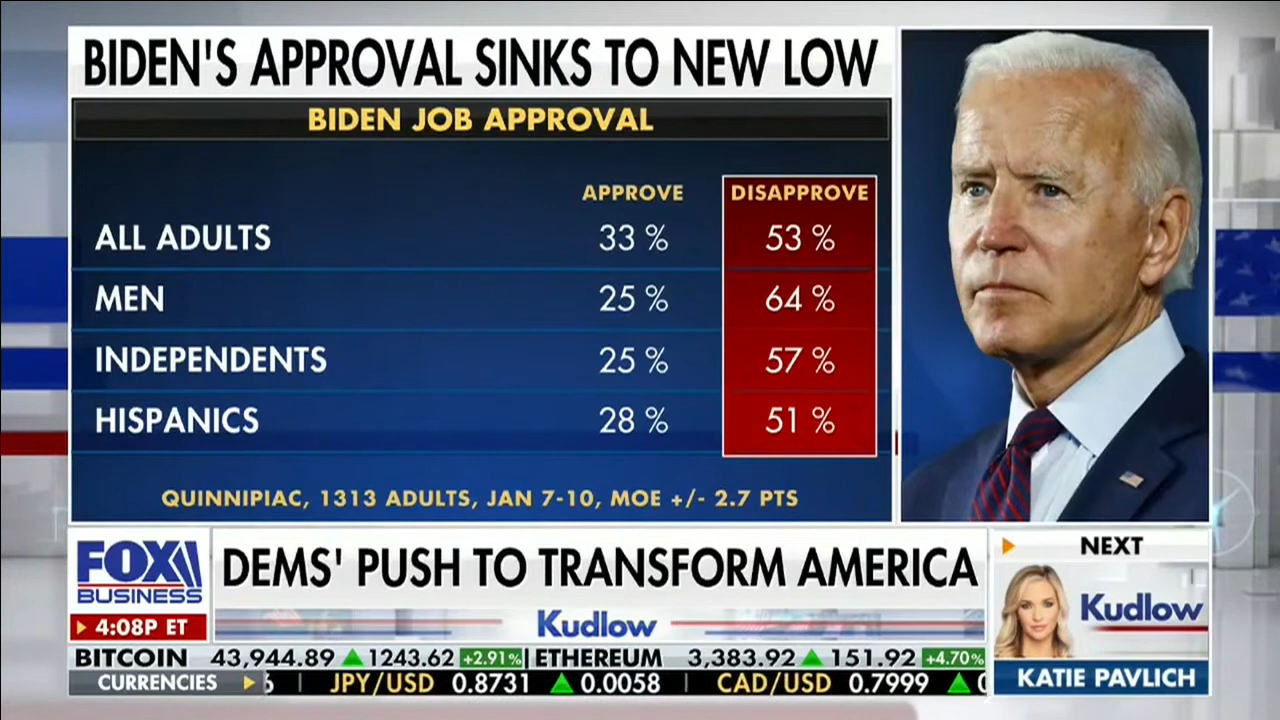 BIDEN'S APPROVAL SINKS TO NEW LOW
BIDEN JOB APPROVAL
APPROVE DISAPPROVE
ALL ADULTS 33 % 53 %
MEN 25 % 64 %
INDEPENDENTS 25 % 57 %
HISPANICS 28 % 51 %
QUINNIPIAC, 1313 ADULTS, JAN 7-10, MOE +/- 2.7 PTS
FOX
BUSINESS
4:08P ET
DEMS' PUSH TO TRANSFORM AMERICA
Kudlow
NEXT
Kudlow
KATIE PAVLICH
BITCOIN 43,944.89 ▲ 1243.62 +2.91% | ETHEREUM 3,383.92 ▲ 151.92 +4.70%
CURRENCIES JPY/USD 0.8731 ▲ 0.0058 | CAD/USD 0.7999 ▲